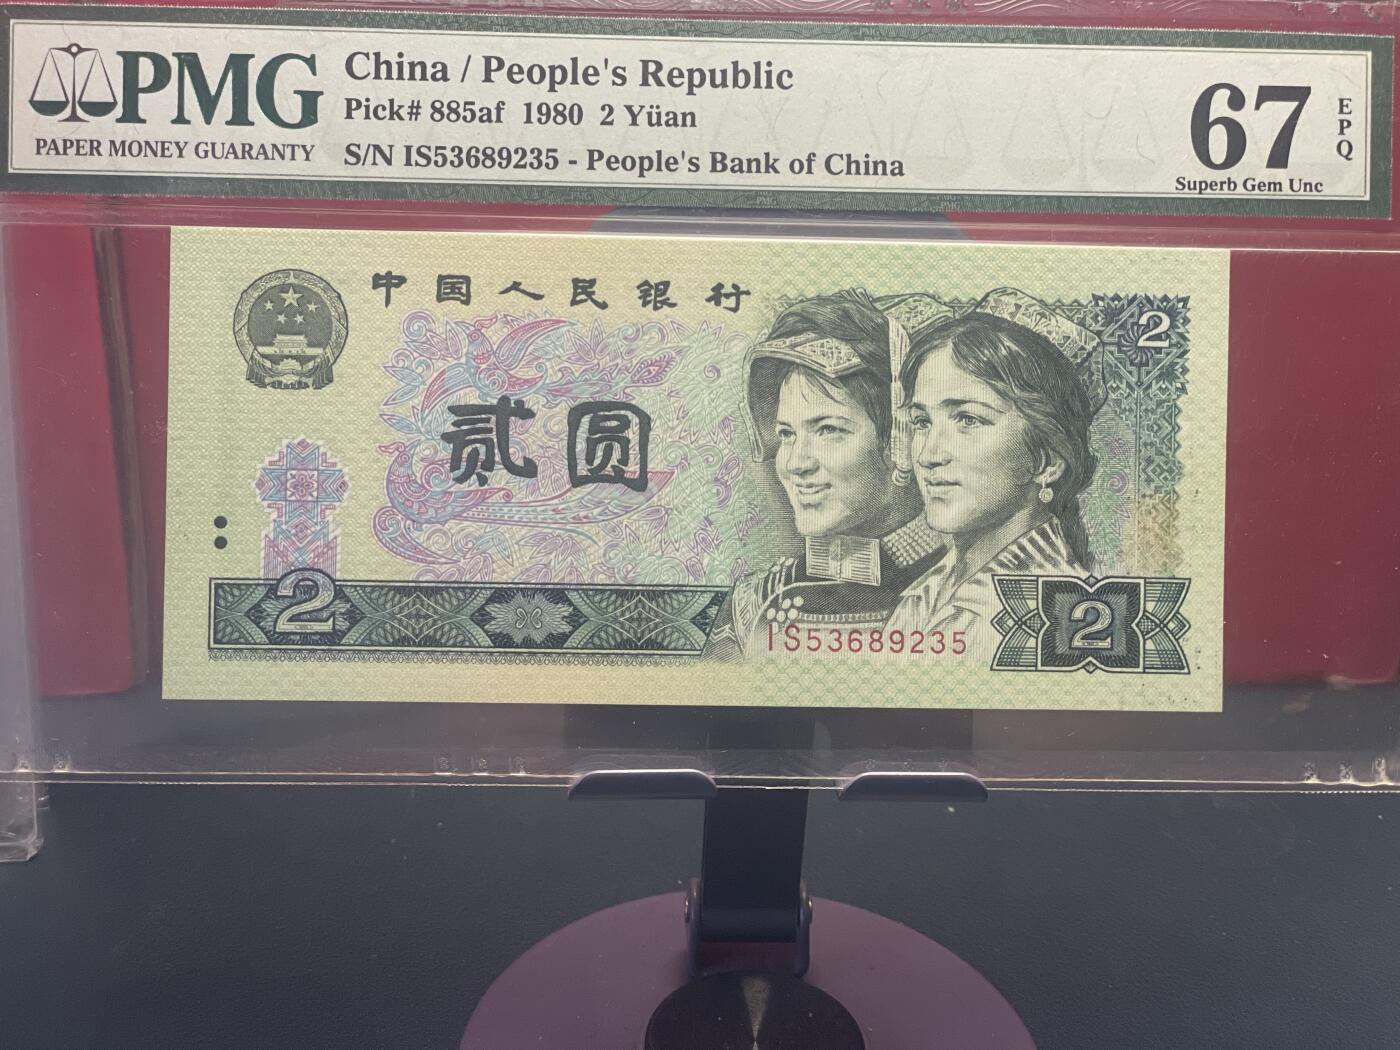 PMG
PAPER MONEY GUARANTY
China / People's Republic
Pick# 885af 1980 2 Yüan
S/N IS53689235 - People's Bank of China
67
EPQ
Superb Gem Unc
中国人民银行
2
贰圆
2
IS53689235
2